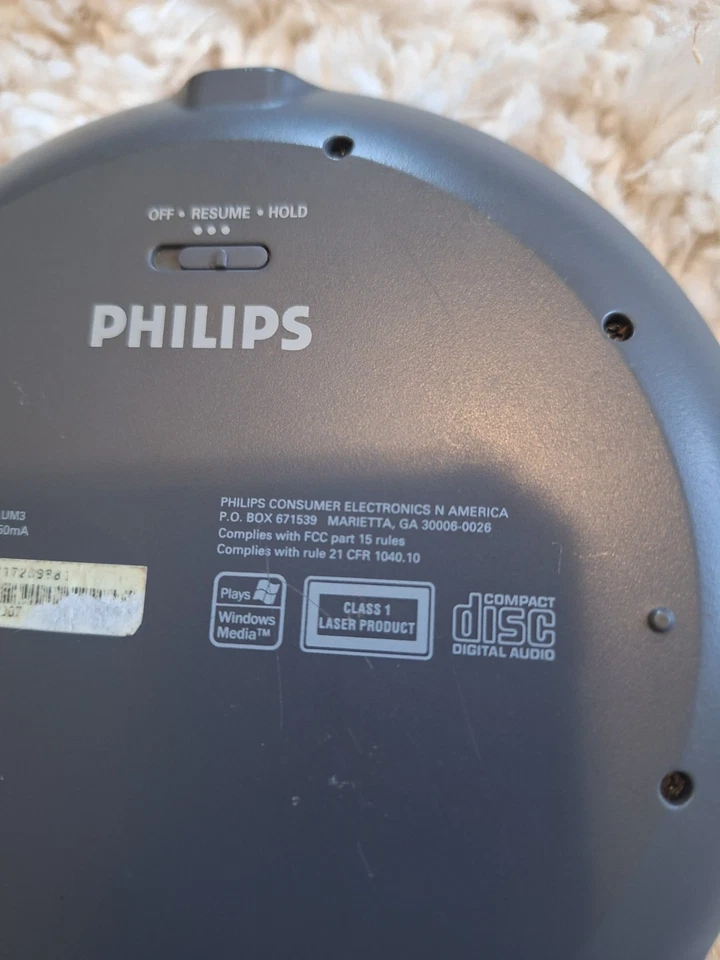 OFF • RESUME • HOLD
PHILIPS
UM3
50mA
PHILIPS CONSUMER ELECTRONICS N AMERICA
P.O. BOX 671539 MARIETTA, GA 30006-0026
Complies with FCC part 15 rules
Complies with rule 21 CFR 1040.10
Plays
Windows
Media™
CLASS 1
LASER PRODUCT
COMPACT
disc
DIGITAL AUDIO